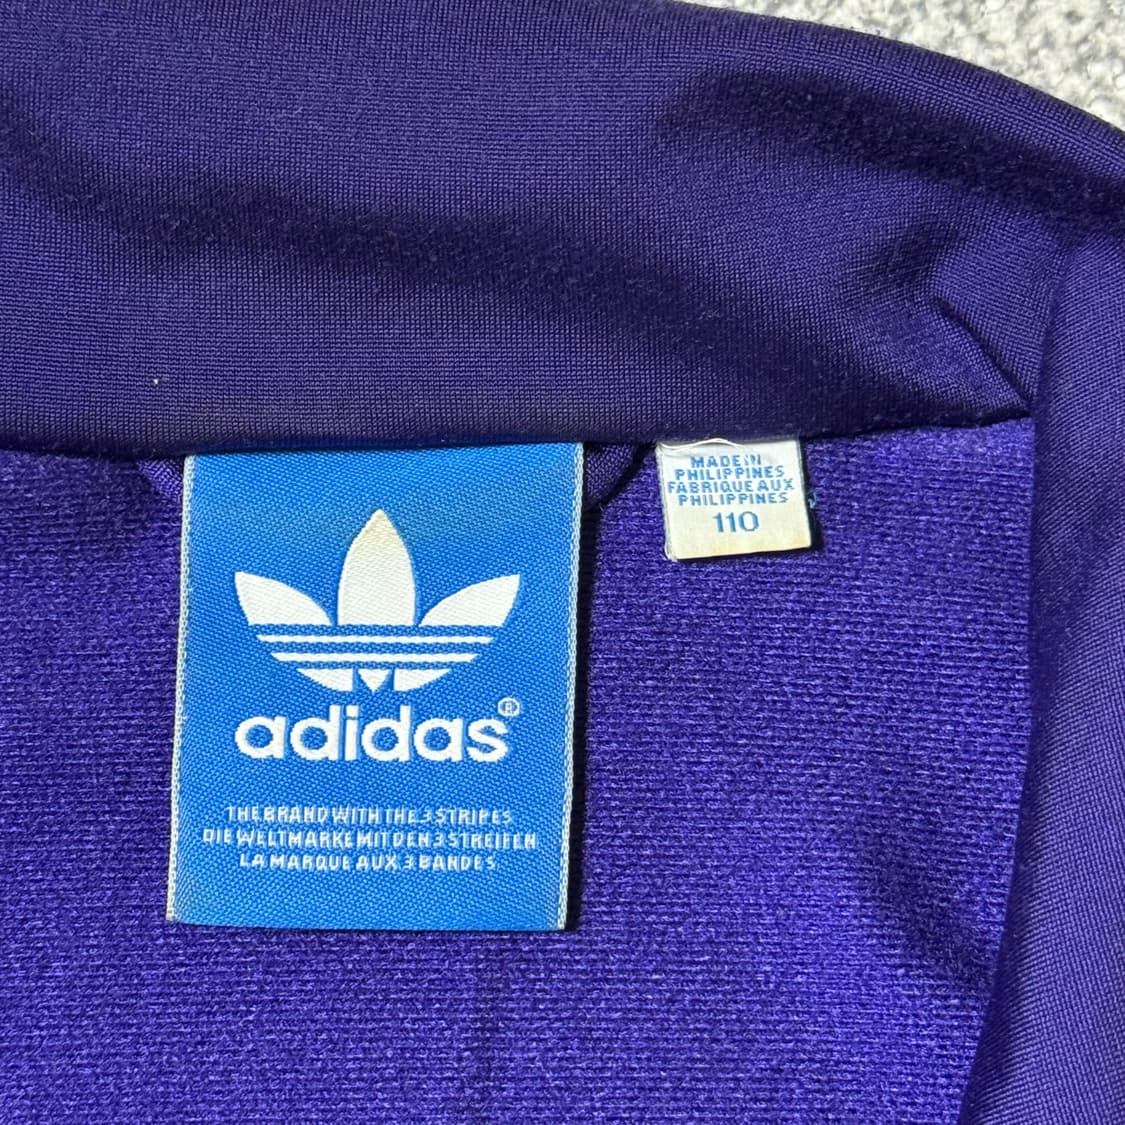 adidas®
THE BRAND WITH THE 3 STRIPES
DIE WELTMARKE MIT DEN 3 STREIFEN
LA MARQUE AUX 3 BANDES
MADE IN
PHILIPPINES
FABRIQUE AUX
PHILIPPINES
110